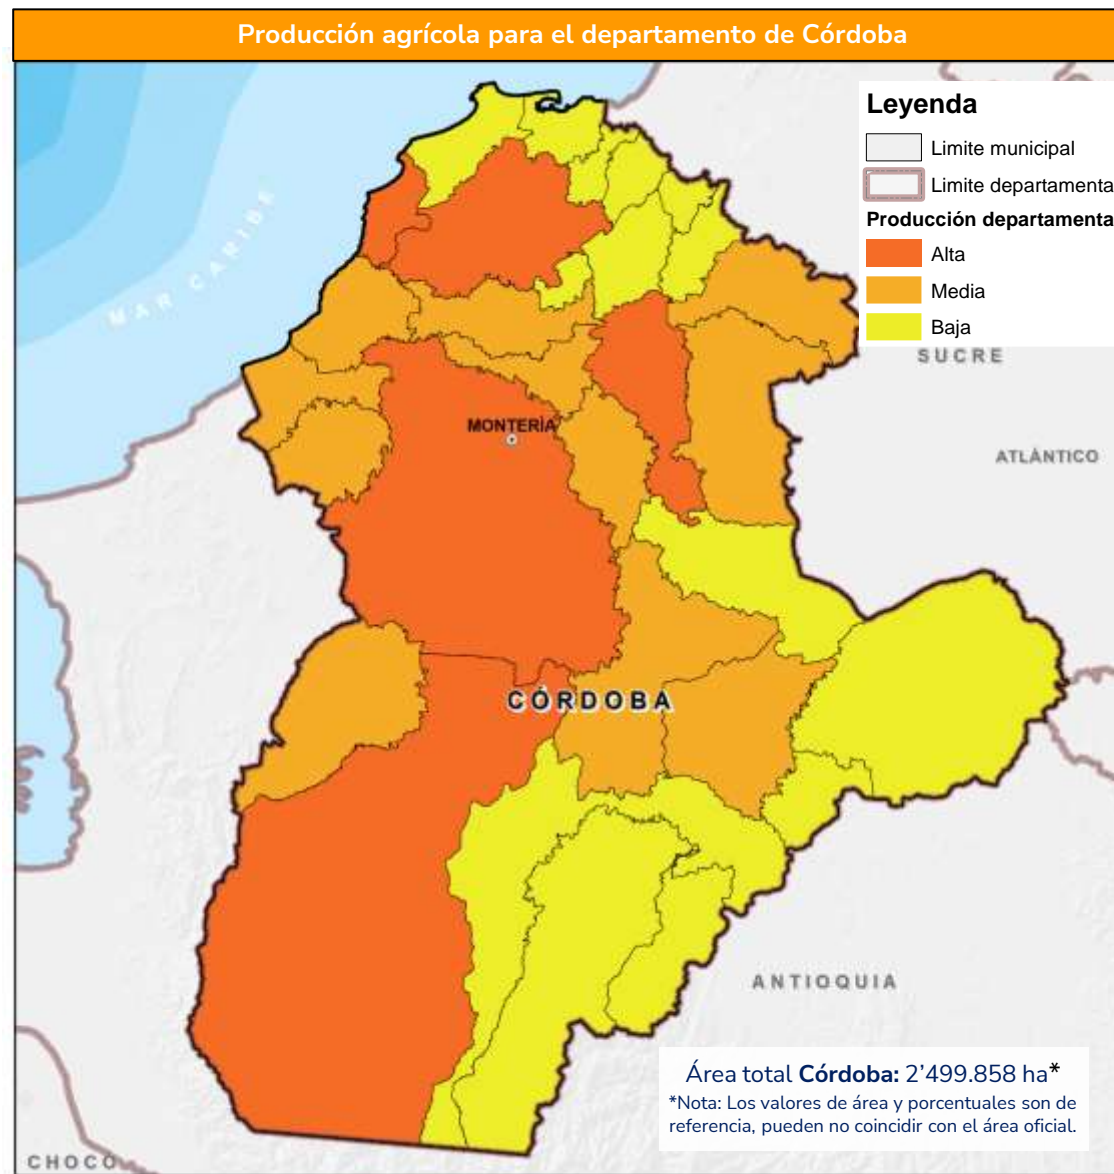 Producción agrícola para el departamento de Córdoba
Leyenda
Limite municipal
Limite departamenta
Producción departamenta
Alta
Media
Baja
MAR CARIBE
SUCRE
MONTERÍA
ATLÁNTICO
CÓRDOBA
ANTIOQUIA
Área total Córdoba: 2’499.858 ha*
*Nota: Los valores de área y porcentuales son de
referencia, pueden no coincidir con el área oficial.
CHOCÓ